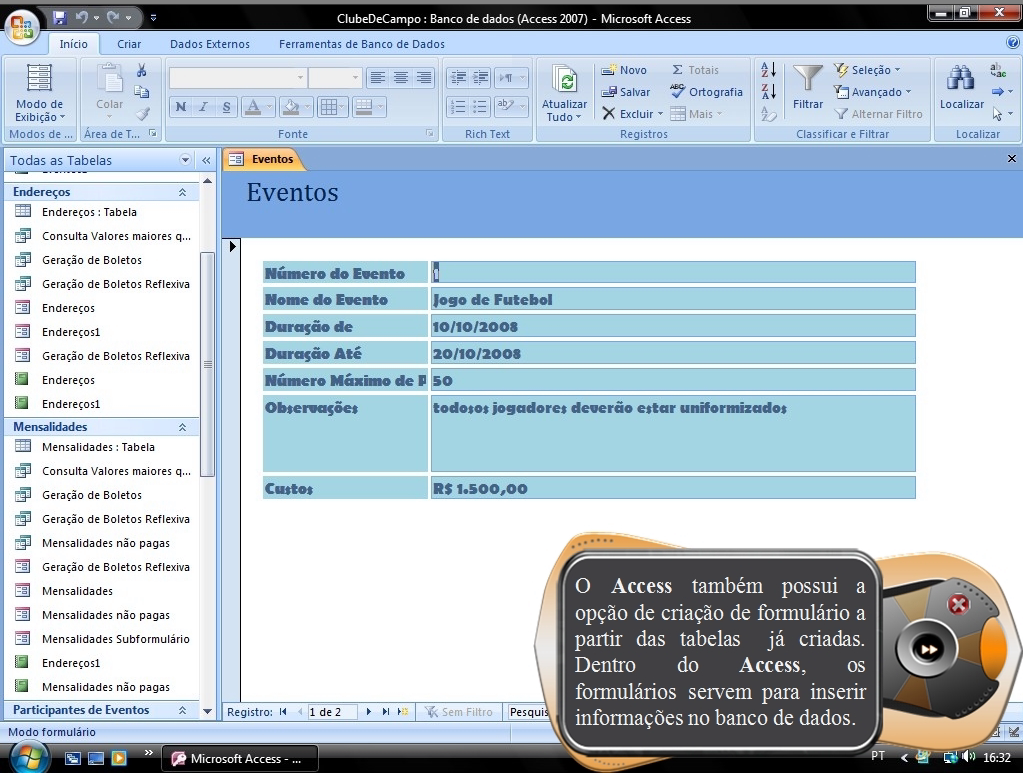 ClubeDeCampo : Banco de dados (Access 2007) - Microsoft Access
Início Criar Dados Externos Ferramentas de Banco de Dados
Modo de Exibição
Modos de ...
Colar
Área de T...
N I S
Fonte
Rich Text
Atualizar Tudo
Novo
Salvar
Excluir
Σ Totais
Ortografia
Mais
Registros
Filtrar
Seleção
Avançado
Alternar Filtro
Classificar e Filtrar
Localizar
Localizar
Todas as Tabelas
Endereços
Endereços : Tabela
Consulta Valores maiores q...
Geração de Boletos
Geração de Boletos Reflexiva
Endereços
Endereços1
Geração de Boletos Reflexiva
Endereços
Endereços1
Mensalidades
Mensalidades : Tabela
Consulta Valores maiores q...
Geração de Boletos
Geração de Boletos Reflexiva
Mensalidades não pagas
Geração de Boletos Reflexiva
Mensalidades
Mensalidades não pagas
Mensalidades Subformulário
Endereços1
Mensalidades não pagas
Participantes de Eventos
Eventos
Eventos
Número do Evento 1
Nome do Evento Jogo de Futebol
Duração de 10/10/2008
Duração Até 20/10/2008
Número Máximo de P 50
Observações todosos jogadores deverão estar uniformizados
Custos R$ 1.500,00
O Access também possui a
opção de criação de formulário a
partir das tabelas já criadas.
Dentro do Access, os
formulários servem para inserir
informações no banco de dados.
Registro: 1 de 2 Sem Filtro Pesquis
Modo formulário
Microsoft Access - ...
PT 16:32